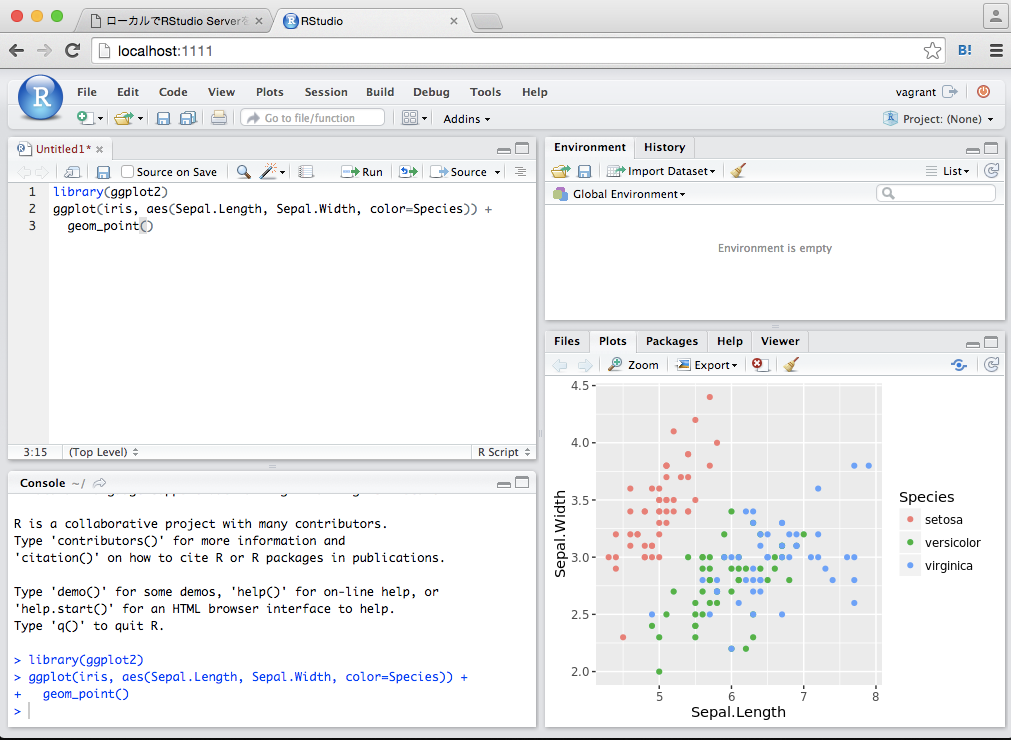 ローカルでRStudio Serverを
RStudio
localhost:1111
B!
R
File Edit Code View Plots Session Build Debug Tools Help
vagrant
Go to file/function
Addins
Project: (None)
Untitled1*
Source on Save
Run
Source
1 library(ggplot2)
2 ggplot(iris, aes(Sepal.Length, Sepal.Width, color=Species)) +
3 geom_point()
3:15 (Top Level)
R Script
Console ~/
R is a collaborative project with many contributors.
Type 'contributors()' for more information and
'citation()' on how to cite R or R packages in publications.
Type 'demo()' for some demos, 'help()' for on-line help, or
'help.start()' for an HTML browser interface to help.
Type 'q()' to quit R.
> library(ggplot2)
> ggplot(iris, aes(Sepal.Length, Sepal.Width, color=Species)) +
+ geom_point()
>
Environment History
Import Dataset
List
Global Environment
Environment is empty
Files Plots Packages Help Viewer
Zoom
Export
4.5
4.0
3.5
3.0
2.5
2.0
Sepal.Width
5 6 7 8
Sepal.Length
Species
setosa
versicolor
virginica